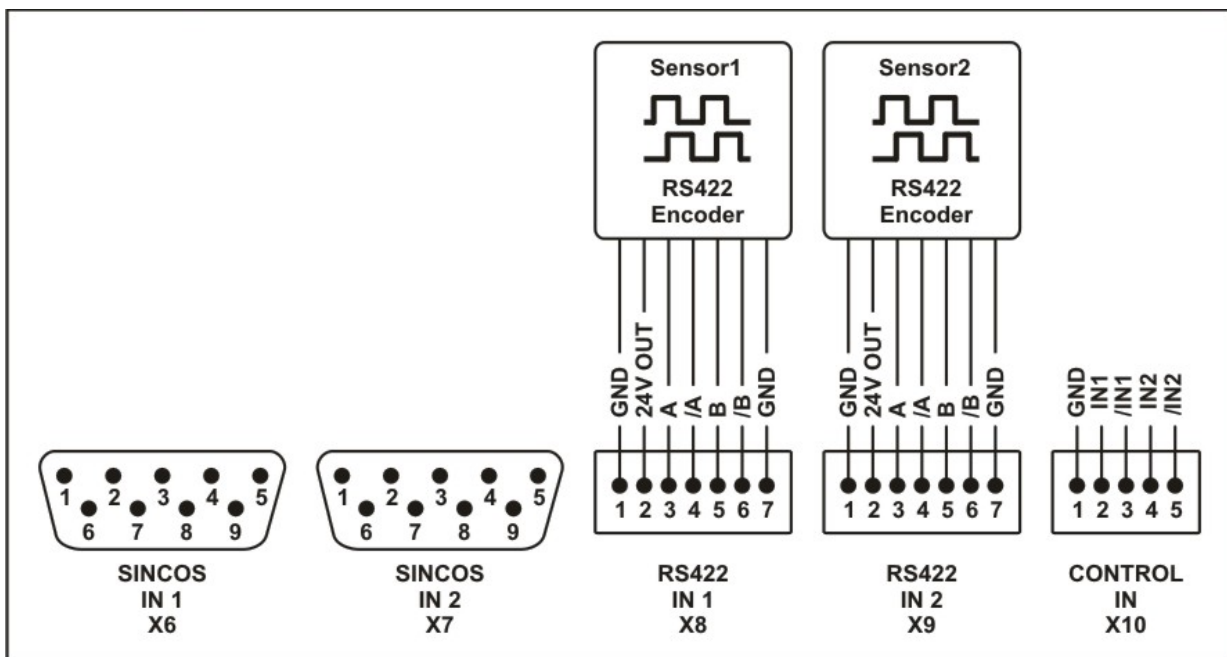 Sensor1
RS422
Encoder
Sensor2
RS422
Encoder
GND
24V OUT
A
/A
B
/B
GND
GND
24V OUT
A
/A
B
/B
GND
GND
IN1
/IN1
IN2
/IN2
1 2 3 4 5
6 7 8 9
SINCOS
IN 1
X6
1 2 3 4 5
6 7 8 9
SINCOS
IN 2
X7
1 2 3 4 5 6 7
RS422
IN 1
X8
1 2 3 4 5 6 7
RS422
IN 2
X9
1 2 3 4 5
CONTROL
IN
X10